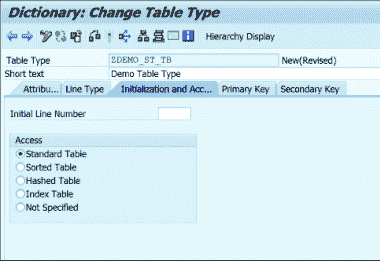 Dictionary: Change Table Type
Hierarchy Display
Table Type ZDEMO_ST_TB New(Revised)
Short text Demo Table Type
Attribu... Line Type Initialization and Acc... Primary Key Secondary Key
Initial Line Number
Access
Standard Table
Sorted Table
Hashed Table
Index Table
Not Specified